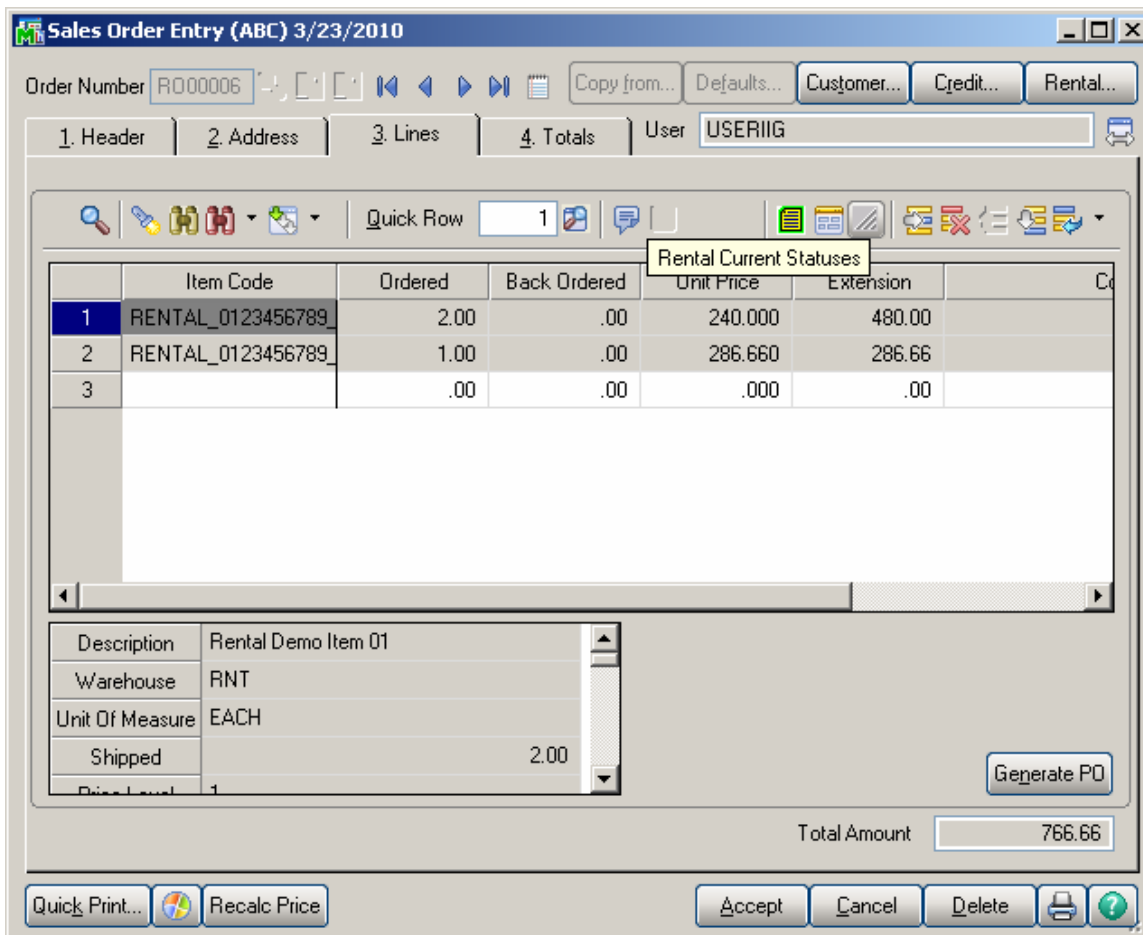 Sales Order Entry (ABC) 3/23/2010
Order Number RO00006 Copy from... Defaults... Customer... Credit... Rental...
1. Header 2. Address 3. Lines 4. Totals User USERIIG
Quick Row 1
Rental Current Statuses
Item Code Ordered Back Ordered Unit Price Extension Co
1 RENTAL_0123456789_ 2.00 .00 240.000 480.00
2 RENTAL_0123456789_ 1.00 .00 286.660 286.66
3 .00 .00 .000 .00
Description Rental Demo Item 01
Warehouse RNT
Unit Of Measure EACH
Shipped 2.00
Price Level 1
Generate PO
Total Amount 766.66
Quick Print... Recalc Price Accept Cancel Delete